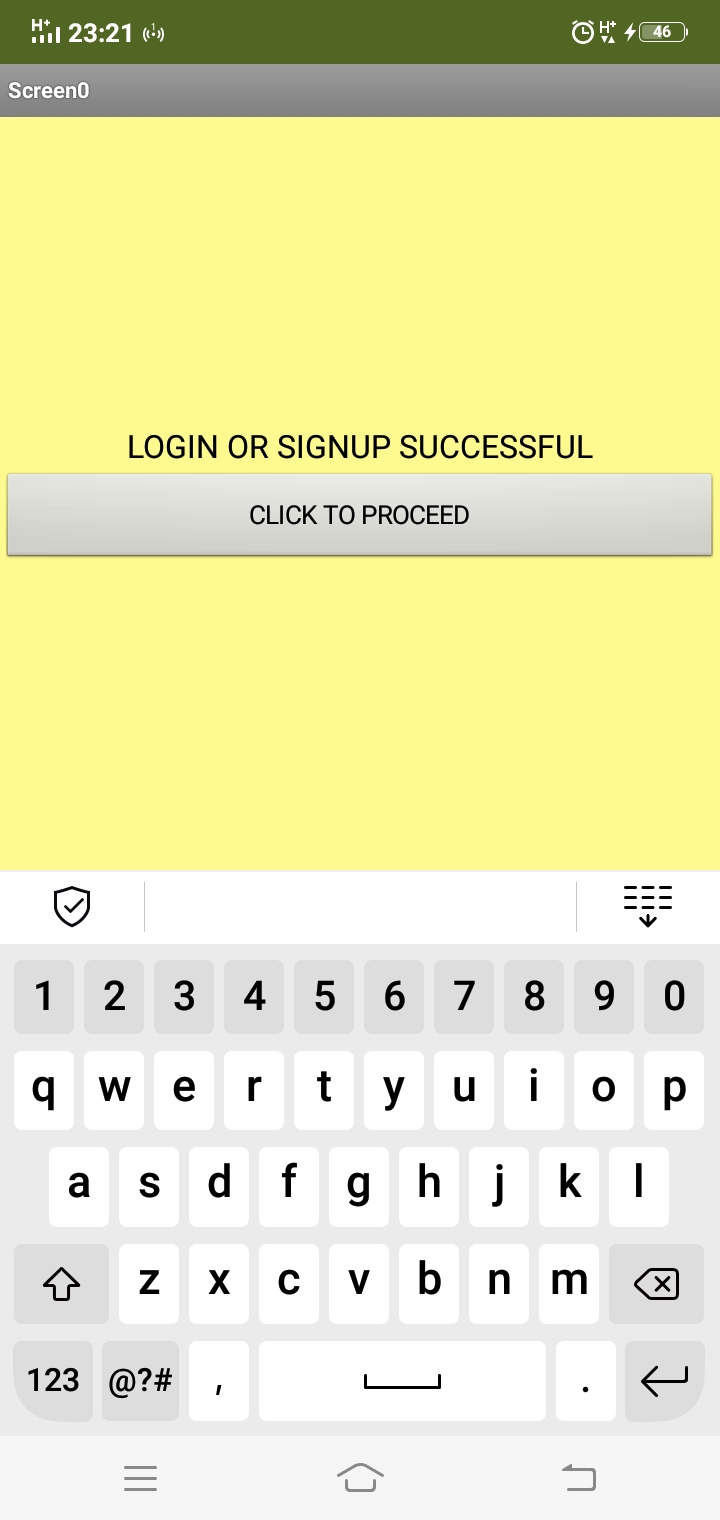 H+ 23:21 H+ 46
Screen0
LOGIN OR SIGNUP SUCCESSFUL
CLICK TO PROCEED
1 2 3 4 5 6 7 8 9 0
q w e r t y u i o p
a s d f g h j k l
z x c v b n m
123 @?# , .